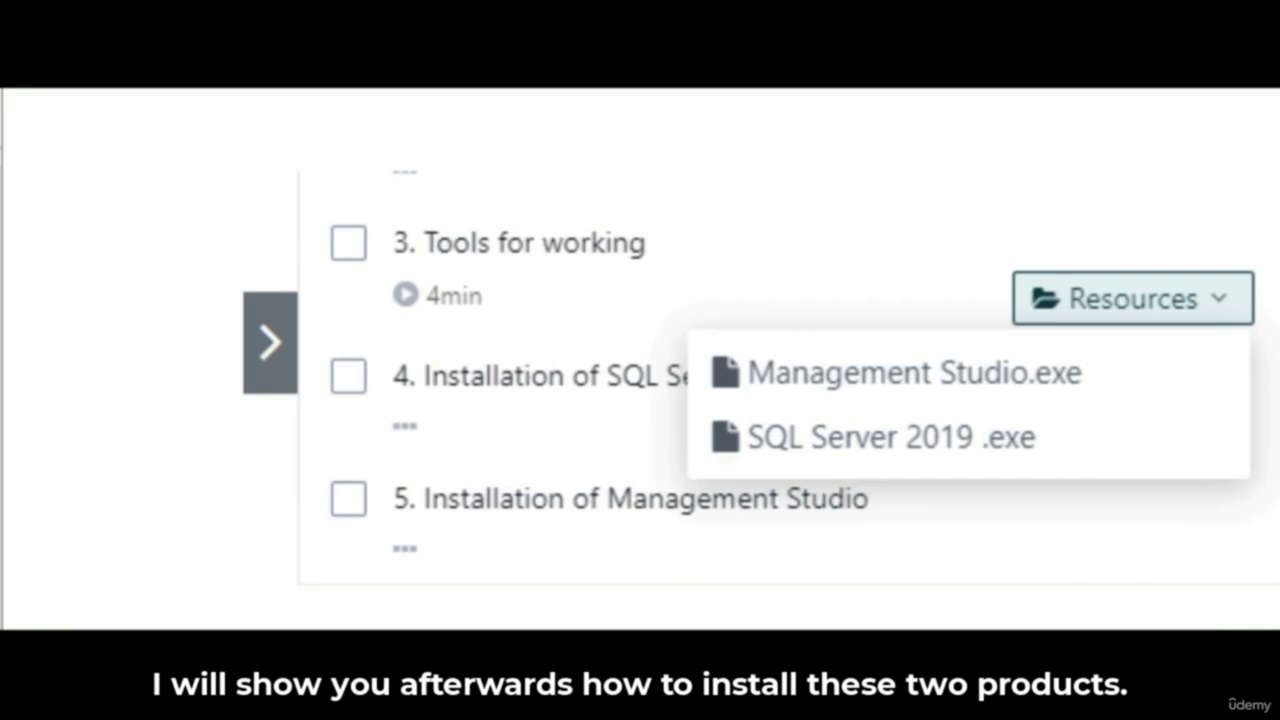 3. Tools for working
4min
Resources
4. Installation of SQL
Management Studio.exe
SQL Server 2019 .exe
5. Installation of Management Studio
I will show you afterwards how to install these two products.
ûdemy